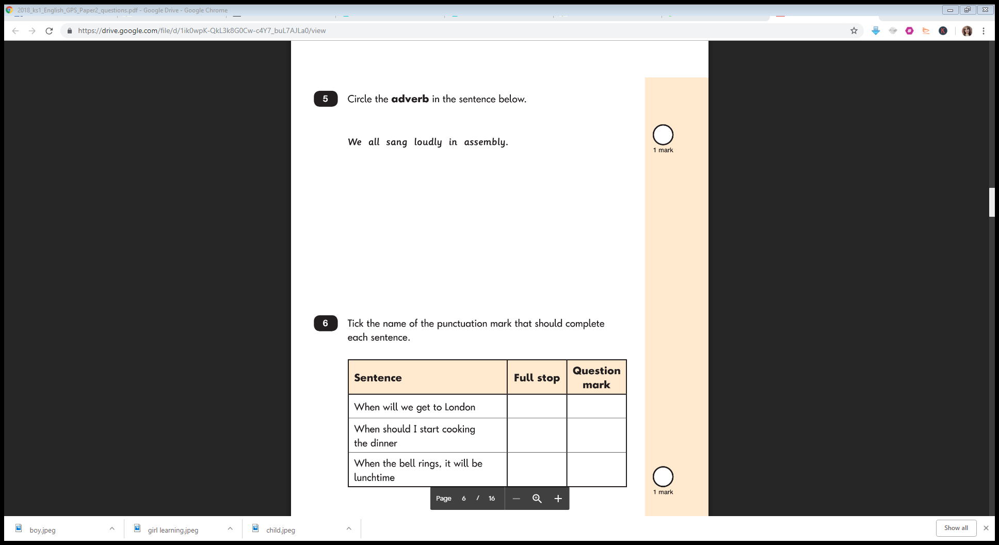 2018_ks1_English_GPS_Paper2_questions.pdf - Google Drive - Google Chrome
https://drive.google.com/file/d/1ik0wpK-QkL3k8G0Cw-c4Y7_buL7AJLa0/view
5 Circle the adverb in the sentence below.
We all sang loudly in assembly.
1 mark
6 Tick the name of the punctuation mark that should complete
each sentence.
Sentence Full stop Question mark
When will we get to London
When should I start cooking
the dinner
When the bell rings, it will be
lunchtime
1 mark
Page 6 / 16
boy.jpeg girl learning.jpeg child.jpeg Show all